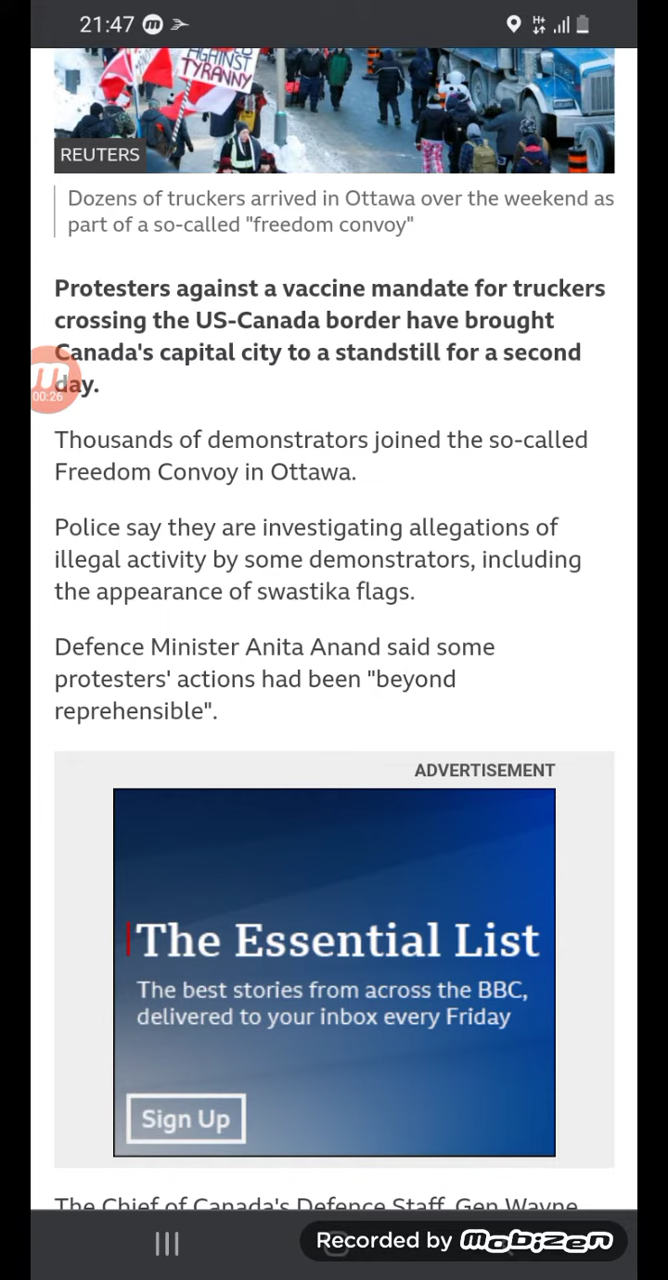 21:47
AGAINST
TYRANNY
REUTERS
Dozens of truckers arrived in Ottawa over the weekend as
part of a so-called "freedom convoy"
Protesters against a vaccine mandate for truckers
crossing the US-Canada border have brought
Canada's capital city to a standstill for a second
day.
00:26
Thousands of demonstrators joined the so-called
Freedom Convoy in Ottawa.
Police say they are investigating allegations of
illegal activity by some demonstrators, including
the appearance of swastika flags.
Defence Minister Anita Anand said some
protesters' actions had been "beyond
reprehensible".
ADVERTISEMENT
The Essential List
The best stories from across the BBC,
delivered to your inbox every Friday
Sign Up
The Chief of Canada's Defence Staff, Gen Wayne
Recorded by mobizen